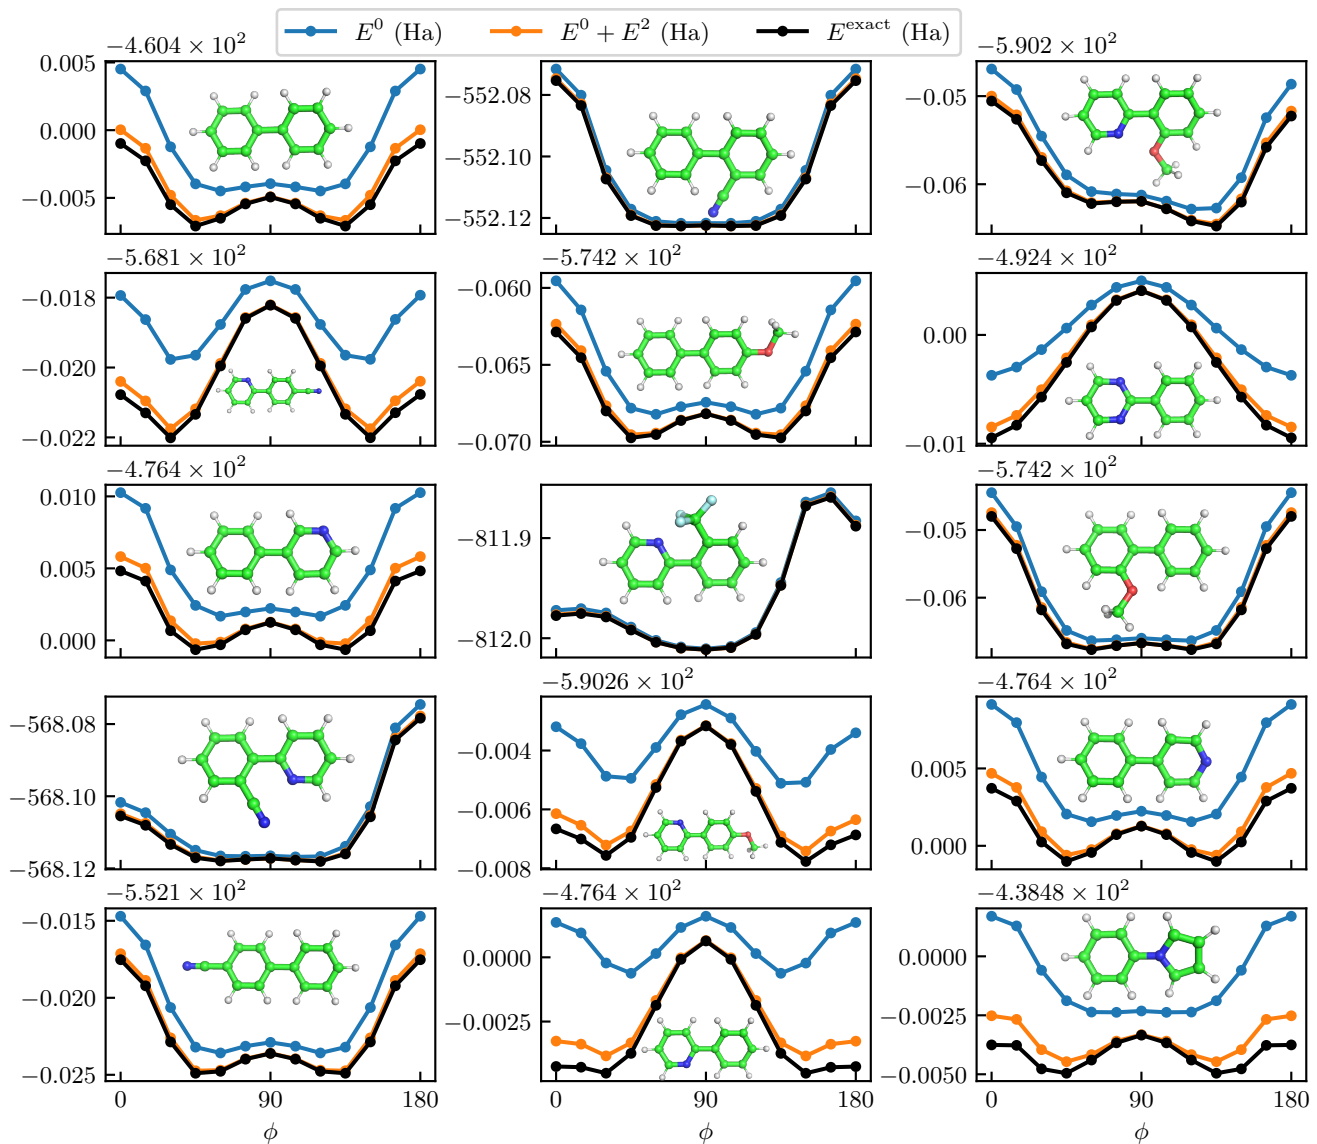 E⁰ (Ha) E⁰ + E² (Ha) E^exact (Ha)
−4.604 × 10²
0.005
0.000
−0.005
−552.08
−552.10
−552.12
−5.902 × 10²
−0.05
−0.06
−5.681 × 10²
−0.018
−0.020
−0.022
−5.742 × 10²
−0.060
−0.065
−0.070
−4.924 × 10²
0.00
−0.01
−4.764 × 10²
0.010
0.005
0.000
−811.9
−812.0
−5.742 × 10²
−0.05
−0.06
−568.08
−568.10
−568.12
−5.9026 × 10²
−0.004
−0.006
−0.008
−4.764 × 10²
0.005
0.000
−5.521 × 10²
−0.015
−0.020
−0.025
0 90 180
ϕ
−4.764 × 10²
0.0000
−0.0025
0 90 180
ϕ
−4.3848 × 10²
0.0000
−0.0025
−0.0050
0 90 180
ϕ